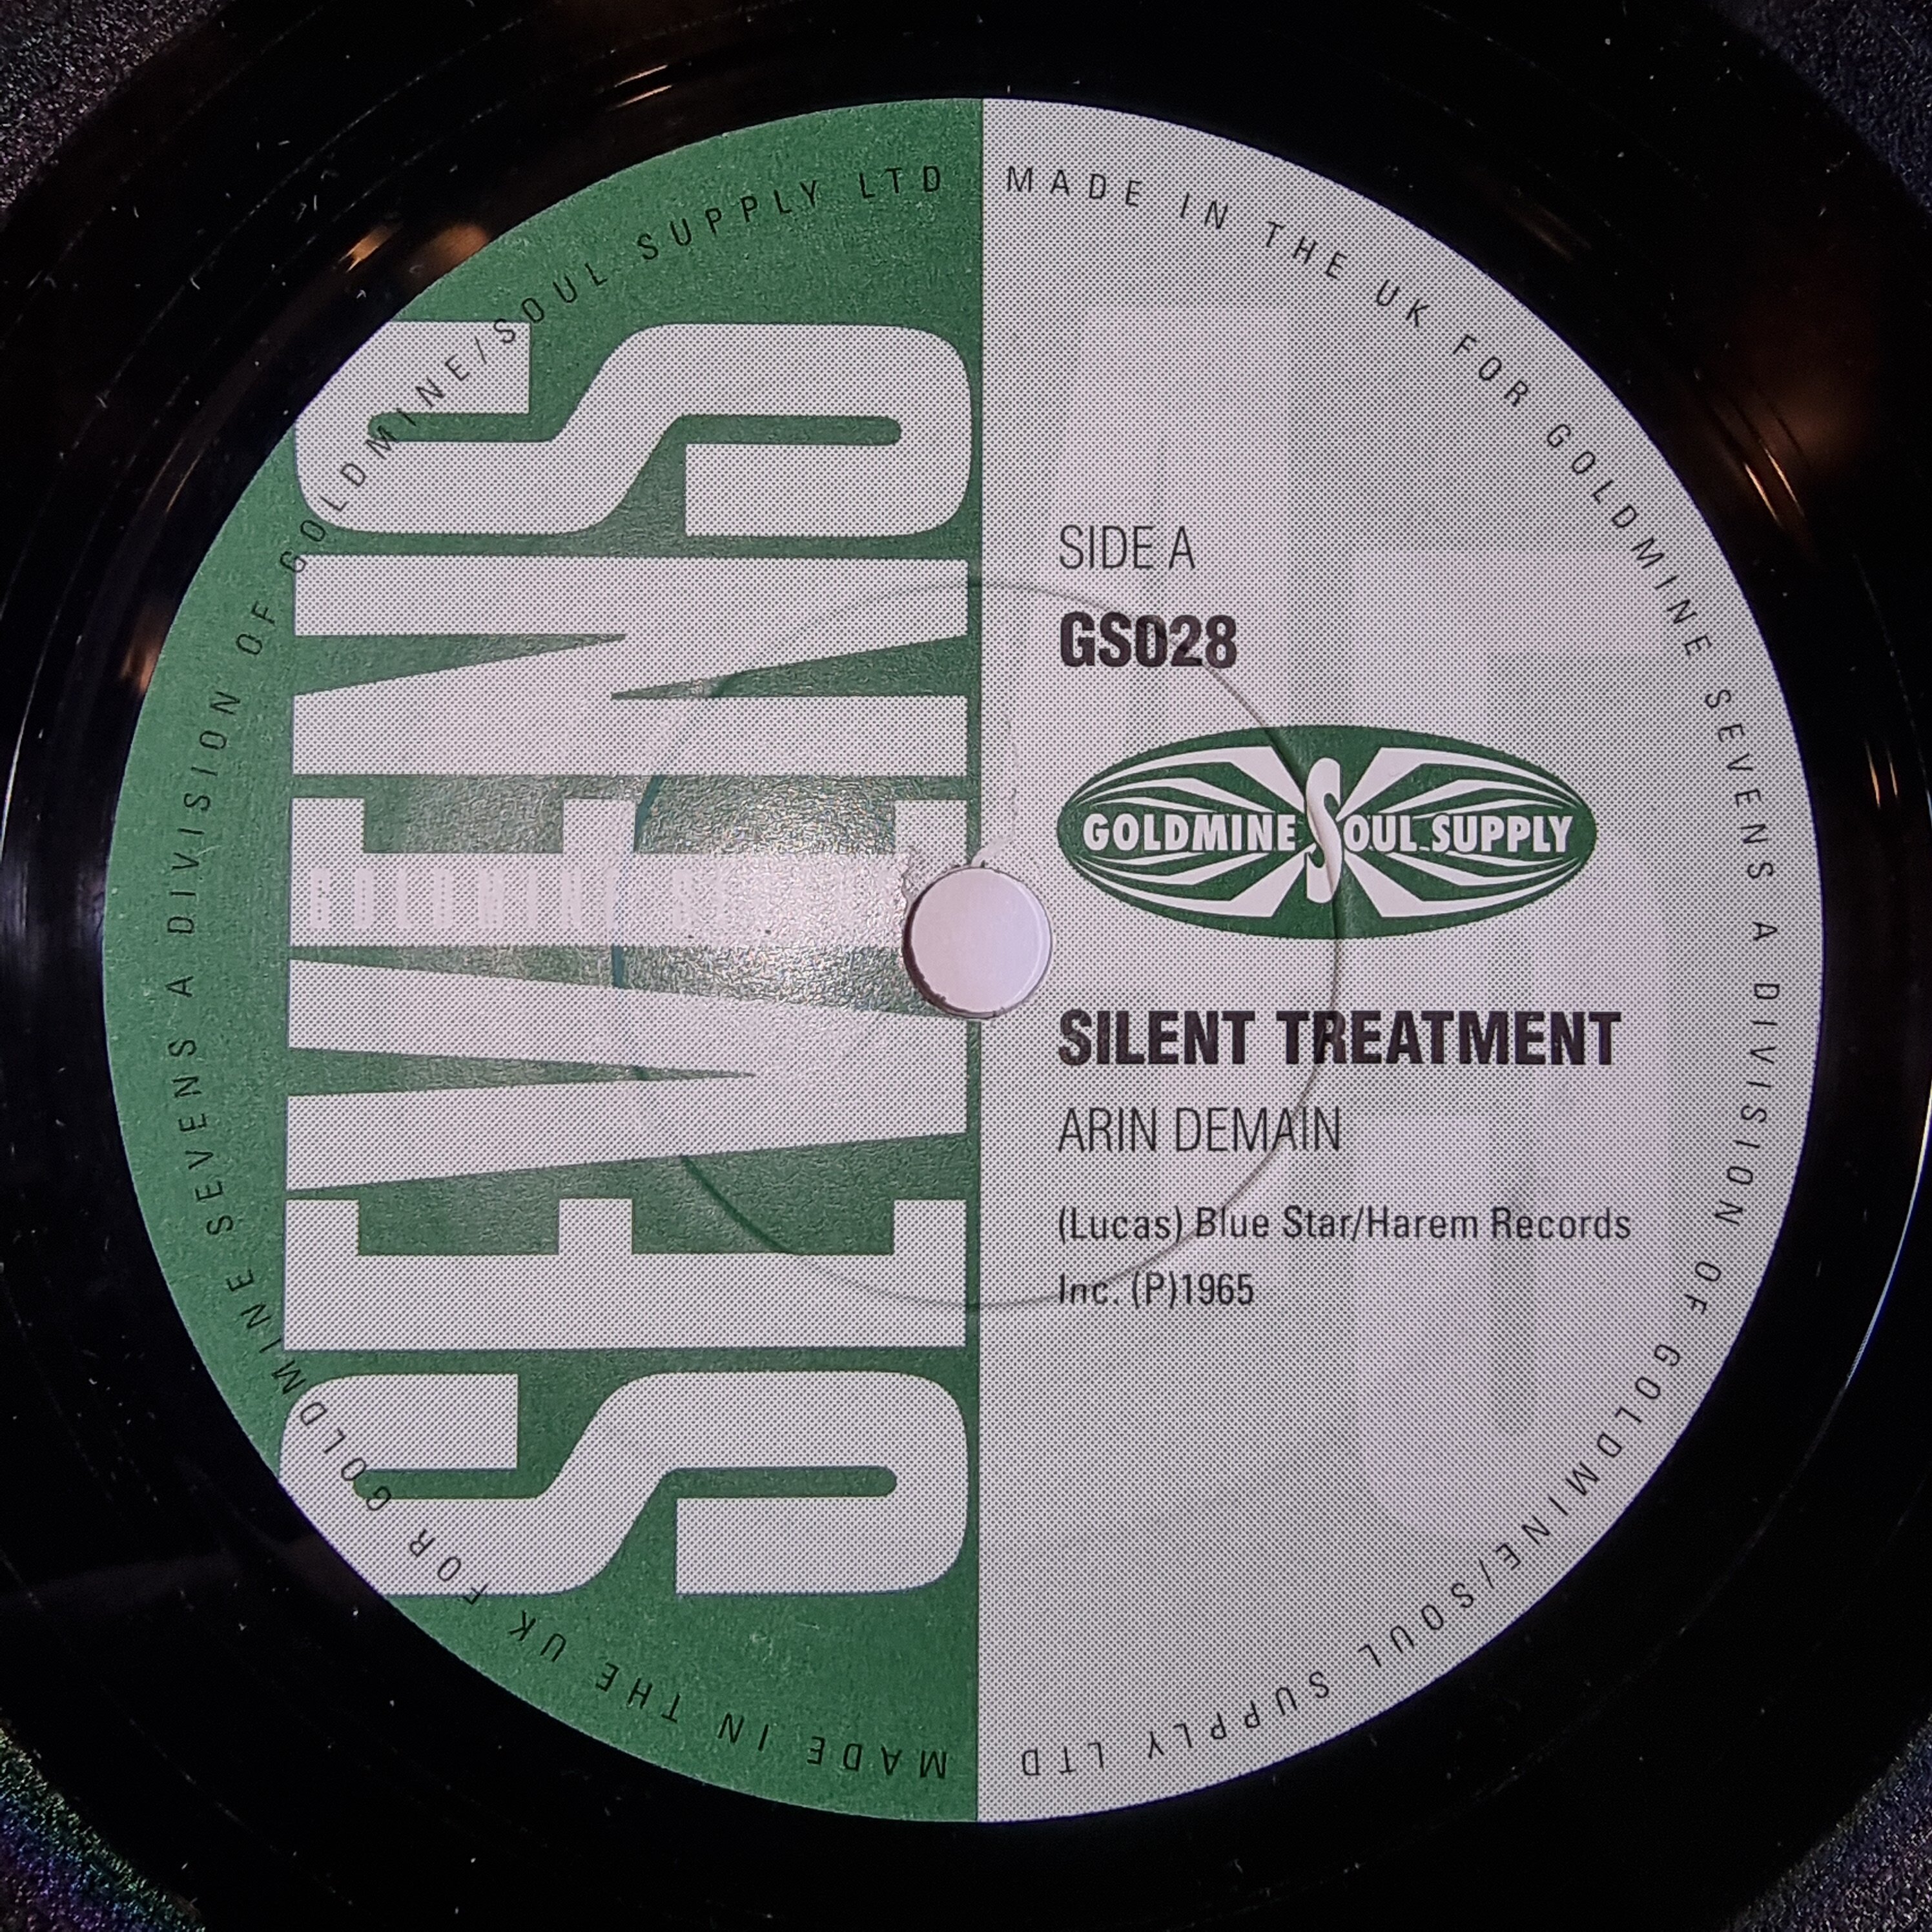 MADE IN THE UK FOR GOLDMINE SEVENS A DIVISION OF GOLDMINE/SOUL SUPPLY LTD
MADE IN THE UK FOR GOLDMINE SEVENS A DIVISION OF GOLDMINE/SOUL SUPPLY LTD
SEVENS
SIDE A
GS028
GOLDMINE SOUL SUPPLY
SILENT TREATMENT
ARIN DEMAIN
(Lucas) Blue Star/Harem Records
Inc. (P)1965